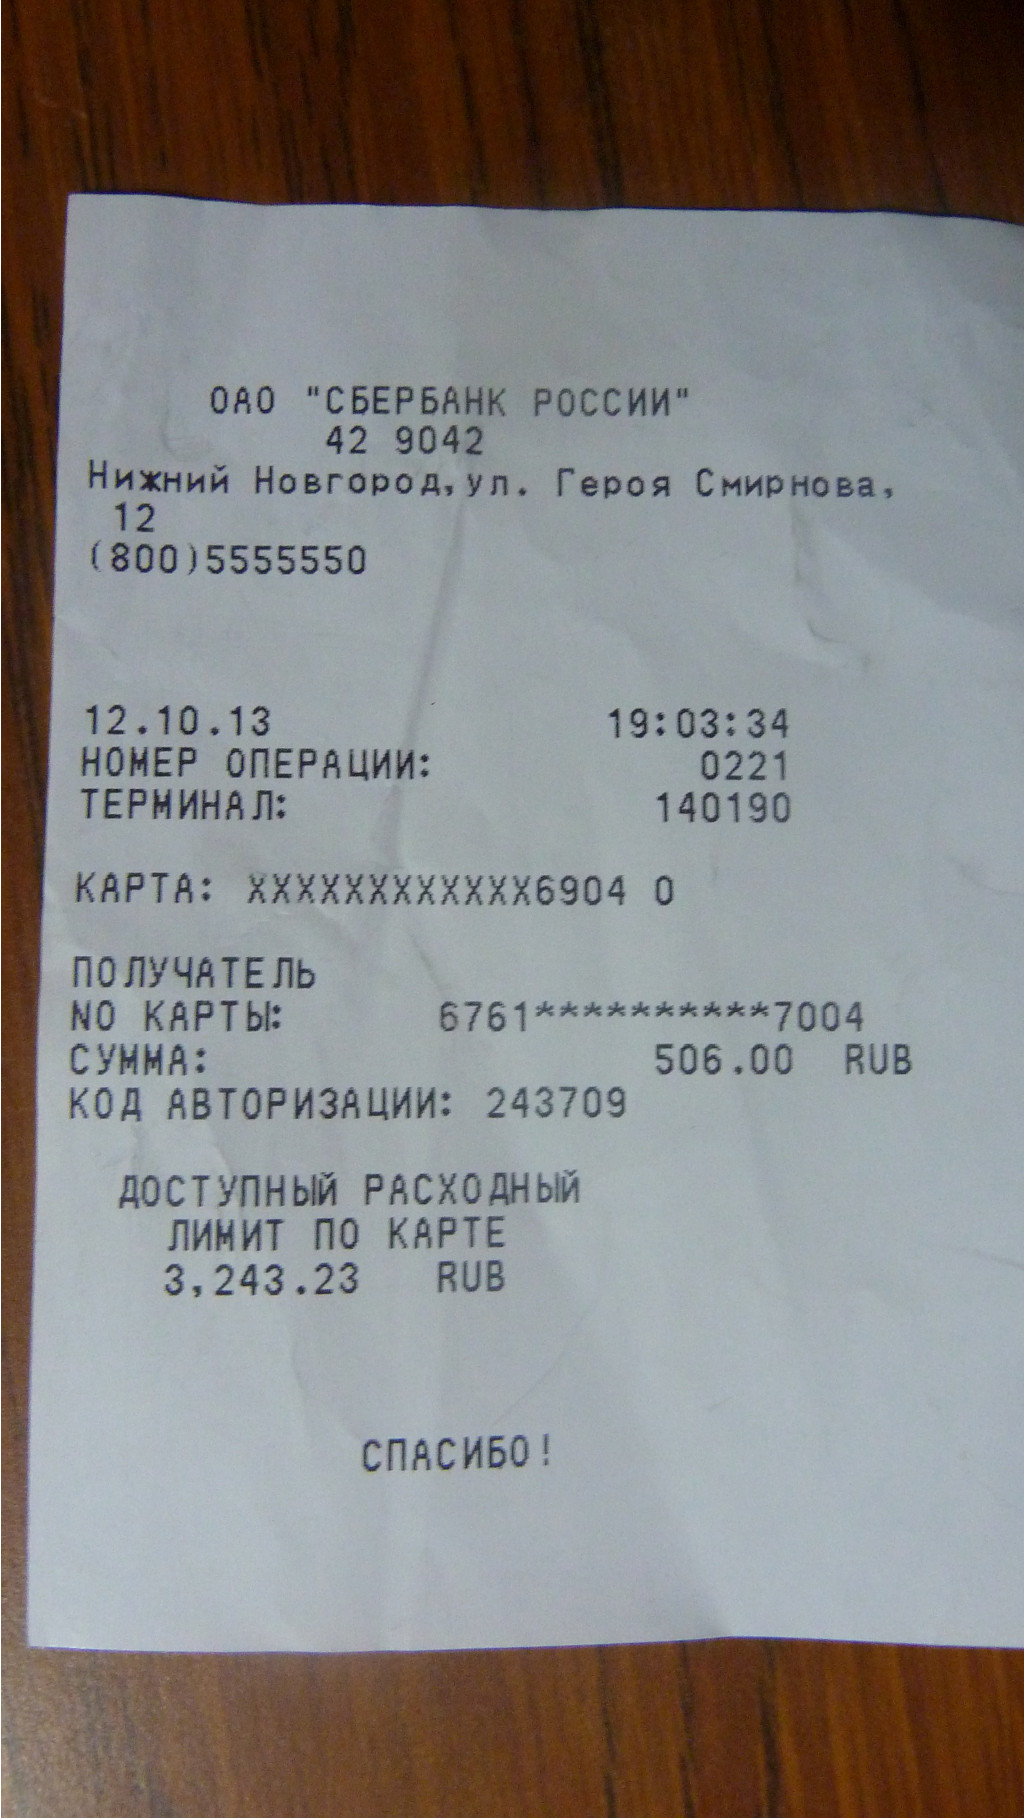 ОАО "СБЕРБАНК РОССИИ"
42 9042
Нижний Новгород,ул. Героя Смирнова,
12
(800)5555550
12.10.13 19:03:34
НОМЕР ОПЕРАЦИИ: 0221
ТЕРМИНАЛ: 140190
КАРТА: XXXXXXXXXXXX6904 0
ПОЛУЧАТЕЛЬ
NO КАРТЫ: 6761**********7004
СУММА: 506.00 RUB
КОД АВТОРИЗАЦИИ: 243709
ДОСТУПНЫЙ РАСХОДНЫЙ
ЛИМИТ ПО КАРТЕ
3,243.23 RUB
СПАСИБО!